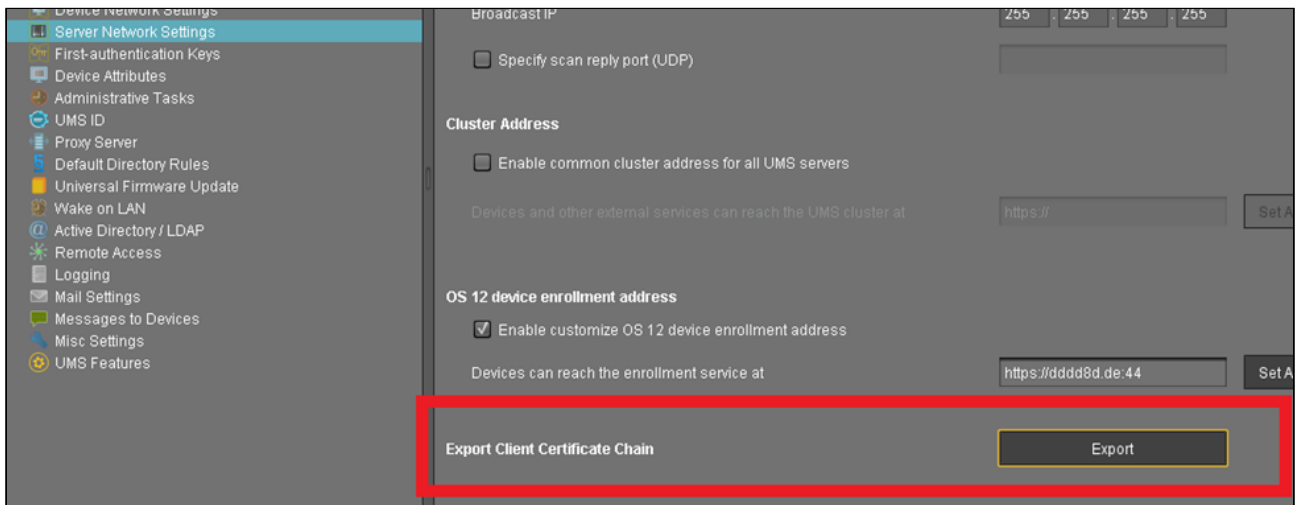 Device Network Settings
Server Network Settings
First-authentication Keys
Device Attributes
Administrative Tasks
UMS ID
Proxy Server
Default Directory Rules
Universal Firmware Update
Wake on LAN
Active Directory / LDAP
Remote Access
Logging
Mail Settings
Messages to Devices
Misc Settings
UMS Features
Broadcast IP 255 . 255 . 255 . 255
Specify scan reply port (UDP)
Cluster Address
Enable common cluster address for all UMS servers
Devices and other external services can reach the UMS cluster at https:// Set A
OS 12 device enrollment address
Enable customize OS 12 device enrollment address
Devices can reach the enrollment service at https://dddd8d.de:44 Set A
Export Client Certificate Chain Export